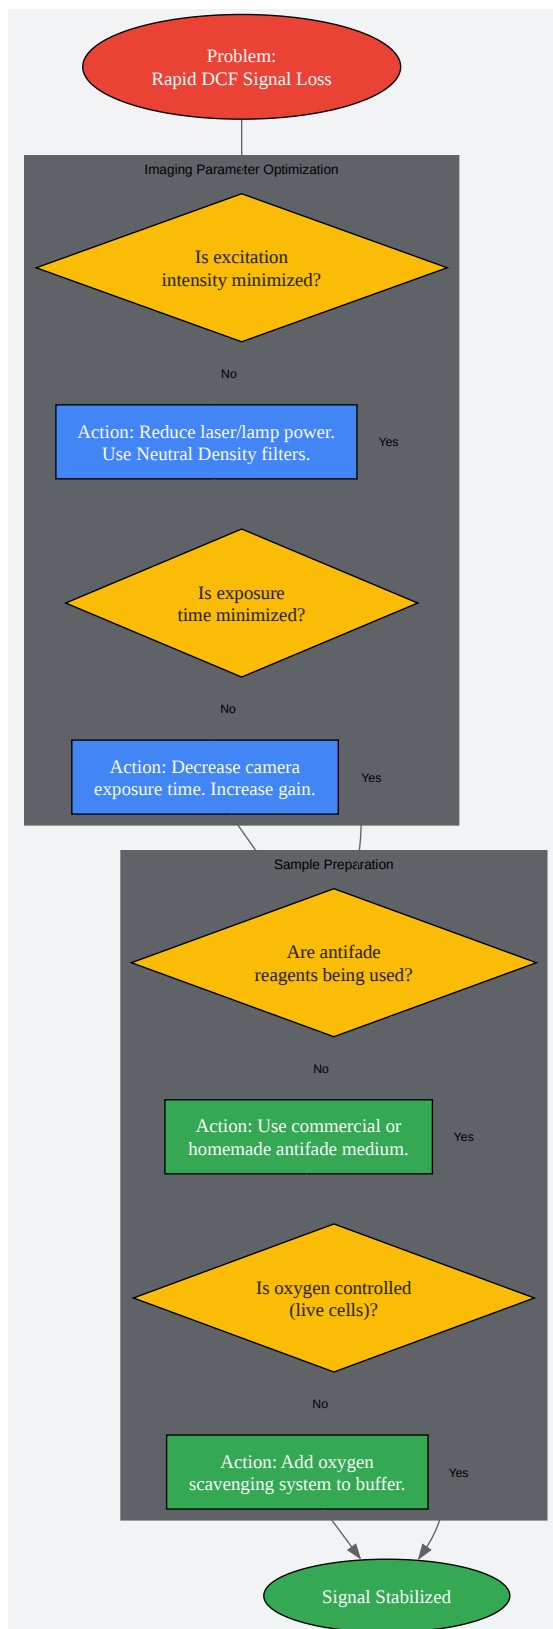 Problem:
Rapid DCF Signal Loss
Imaging Parameter Optimization
Is excitation
intensity minimized?
No
Action: Reduce laser/lamp power.
Use Neutral Density filters.
Yes
Is exposure
time minimized?
No
Action: Decrease camera
exposure time. Increase gain.
Yes
Sample Preparation
Are antifade
reagents being used?
No
Action: Use commercial or
homemade antifade medium.
Yes
Is oxygen controlled
(live cells)?
No
Action: Add oxygen
scavenging system to buffer.
Yes
Signal Stabilized